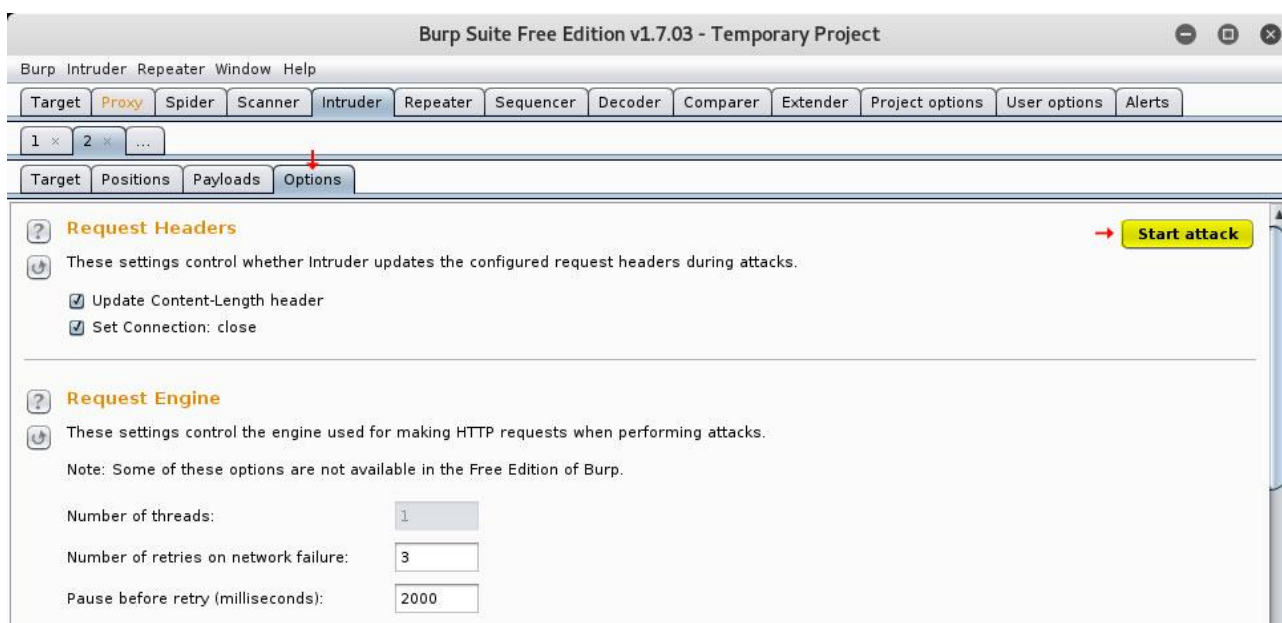 Burp Suite Free Edition v1.7.03 - Temporary Project
Burp Intruder Repeater Window Help
Target Proxy Spider Scanner Intruder Repeater Sequencer Decoder Comparer Extender Project options User options Alerts
1 × 2 × ...
Target Positions Payloads Options
? Request Headers Start attack
These settings control whether Intruder updates the configured request headers during attacks.
Update Content-Length header
Set Connection: close
? Request Engine
These settings control the engine used for making HTTP requests when performing attacks.
Note: Some of these options are not available in the Free Edition of Burp.
Number of threads: 1
Number of retries on network failure: 3
Pause before retry (milliseconds): 2000